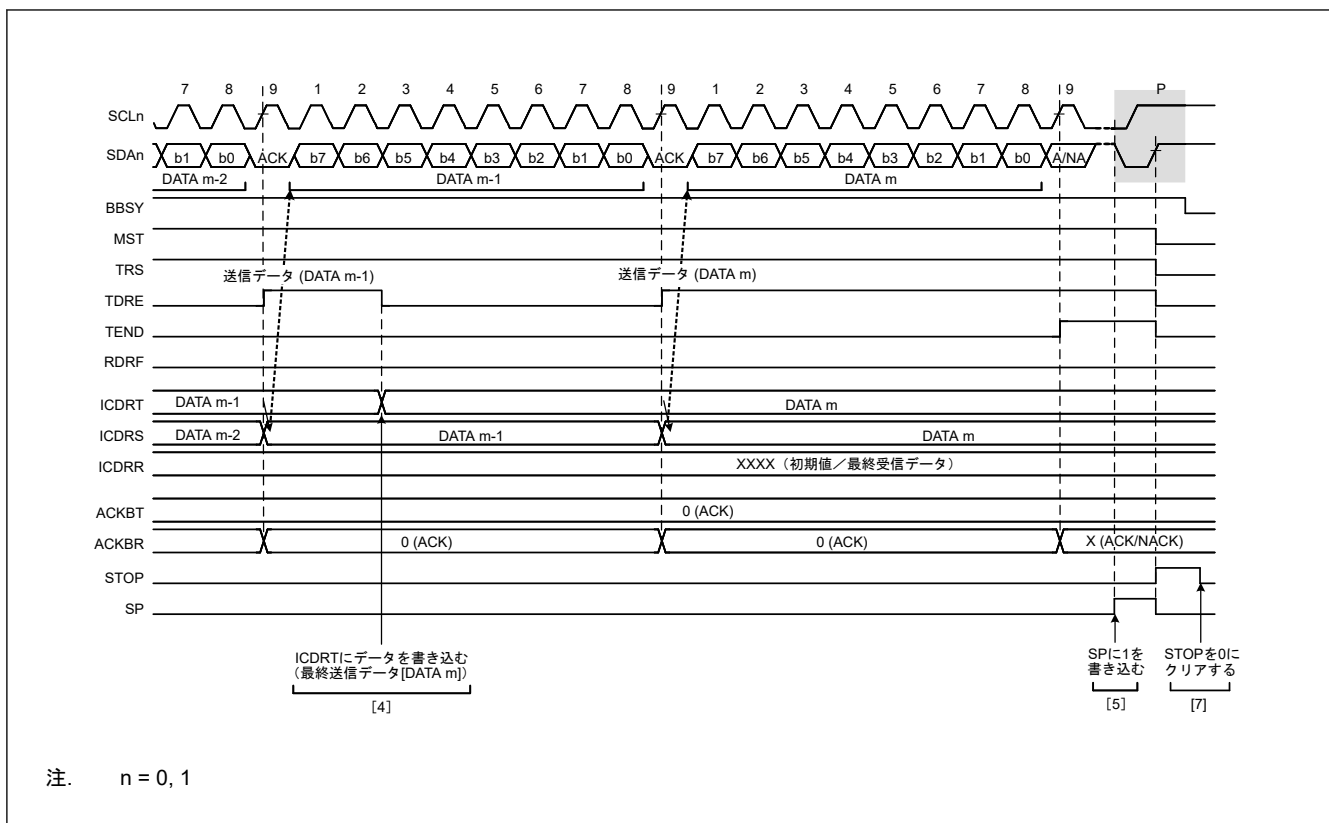 7 8 9 1 2 3 4 5 6 7 8 9 1 2 3 4 5 6 7 8 9 P
SCLn
SDAn b1 b0 ACK b7 b6 b5 b4 b3 b2 b1 b0 ACK b7 b6 b5 b4 b3 b2 b1 b0 A/NA
DATA m-2 DATA m-1 DATA m
BBSY
MST
TRS
送信データ (DATA m-1) 送信データ (DATA m)
TDRE
TEND
RDRF
ICDRT DATA m-1 DATA m
ICDRS DATA m-2 DATA m-1 DATA m
ICDRR XXXX（初期値／最終受信データ）
ACKBT 0 (ACK)
ACKBR 0 (ACK) 0 (ACK) X (ACK/NACK)
STOP
SP
ICDRTにデータを書き込む
（最終送信データ[DATA m]）
[4]
SPに1を
書き込む
[5]
STOPを0に
クリアする
[7]
注. n = 0, 1